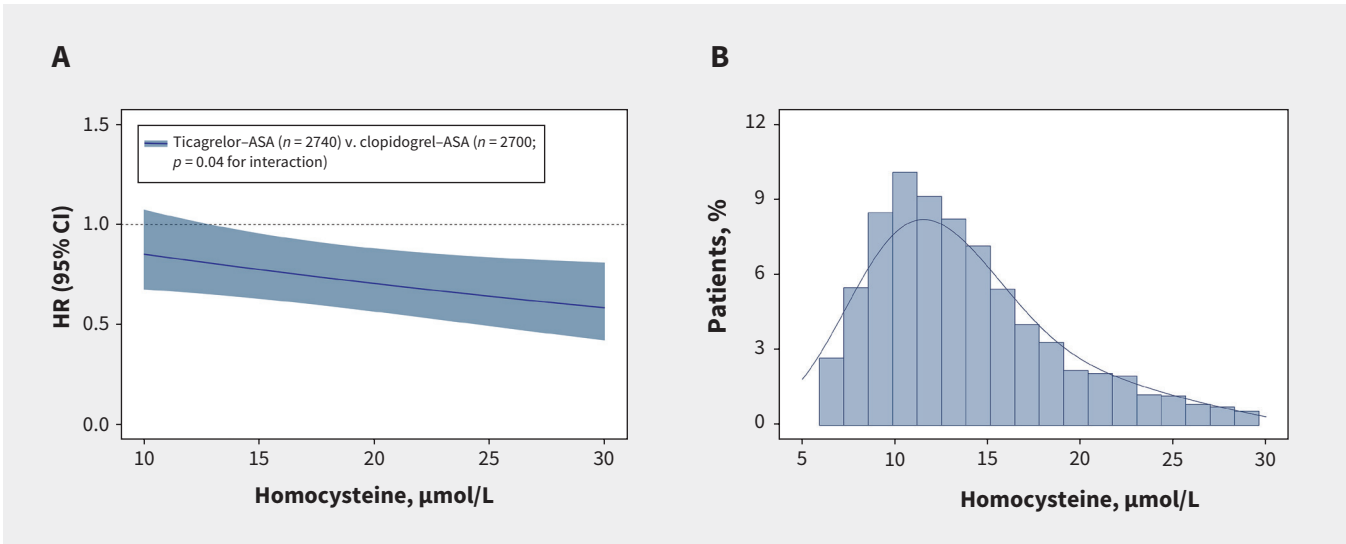 A
B
1.5
1.0
0.5
0.0
HR (95% CI)
Ticagrelor–ASA (n = 2740) v. clopidogrel–ASA (n = 2700;
p = 0.04 for interaction)
10 15 20 25 30
Homocysteine, µmol/L
12
9
6
3
0
Patients, %
5 10 15 20 25 30
Homocysteine, µmol/L